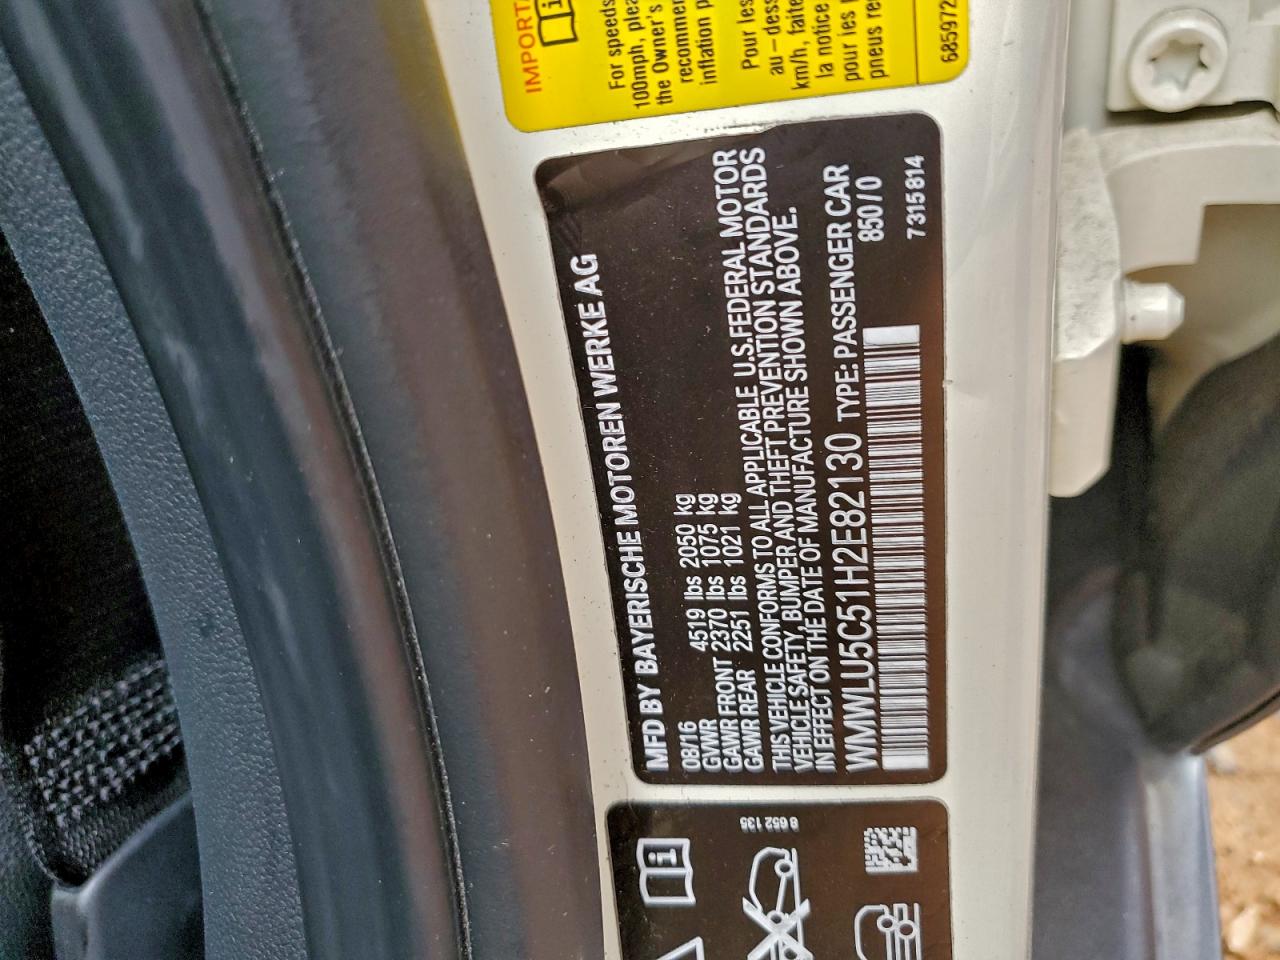 IMPORTA
For speeds
100mph, plea
the Owner's
recommen
inflation p
Pour les
au-dess
km/h, faite
la notice
pour les
pneus re
685972
MFD BY BAYERISCHE MOTOREN WERKE AG
08/16
GVWR 4519 lbs 2050 kg
GAWR FRONT 2370 lbs 1075 kg
GAWR REAR 2251 lbs 1021 kg
THIS VEHICLE CONFORMS TO ALL APPLICABLE U.S.FEDERAL MOTOR
VEHICLE SAFETY, BUMPER AND THEFT PREVENTION STANDARDS
IN EFFECT ON THE DATE OF MANUFACTURE SHOWN ABOVE.
WMWLU5C51H2E82130 TYPE: PASSENGER CAR
850/0
7315814
8 652 135